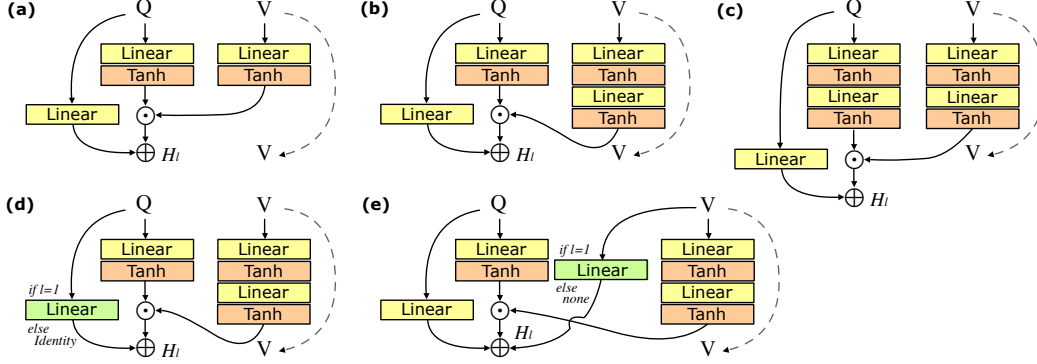 (a)
Q
V
Linear
Tanh
Linear
Tanh
Linear
Hl
V
(b)
Q
V
Linear
Tanh
Linear
Tanh
Linear
Tanh
Linear
Hl
V
(c)
Q
V
Linear
Tanh
Linear
Tanh
Linear
Tanh
Linear
Tanh
Linear
Hl
V
(d)
Q
V
Linear
Tanh
Linear
Tanh
Linear
Tanh
if l=1
Linear
else
Identity
Hl
V
(e)
Q
V
Linear
Tanh
if l=1
Linear
else
none
Linear
Tanh
Linear
Tanh
Linear
Hl
V